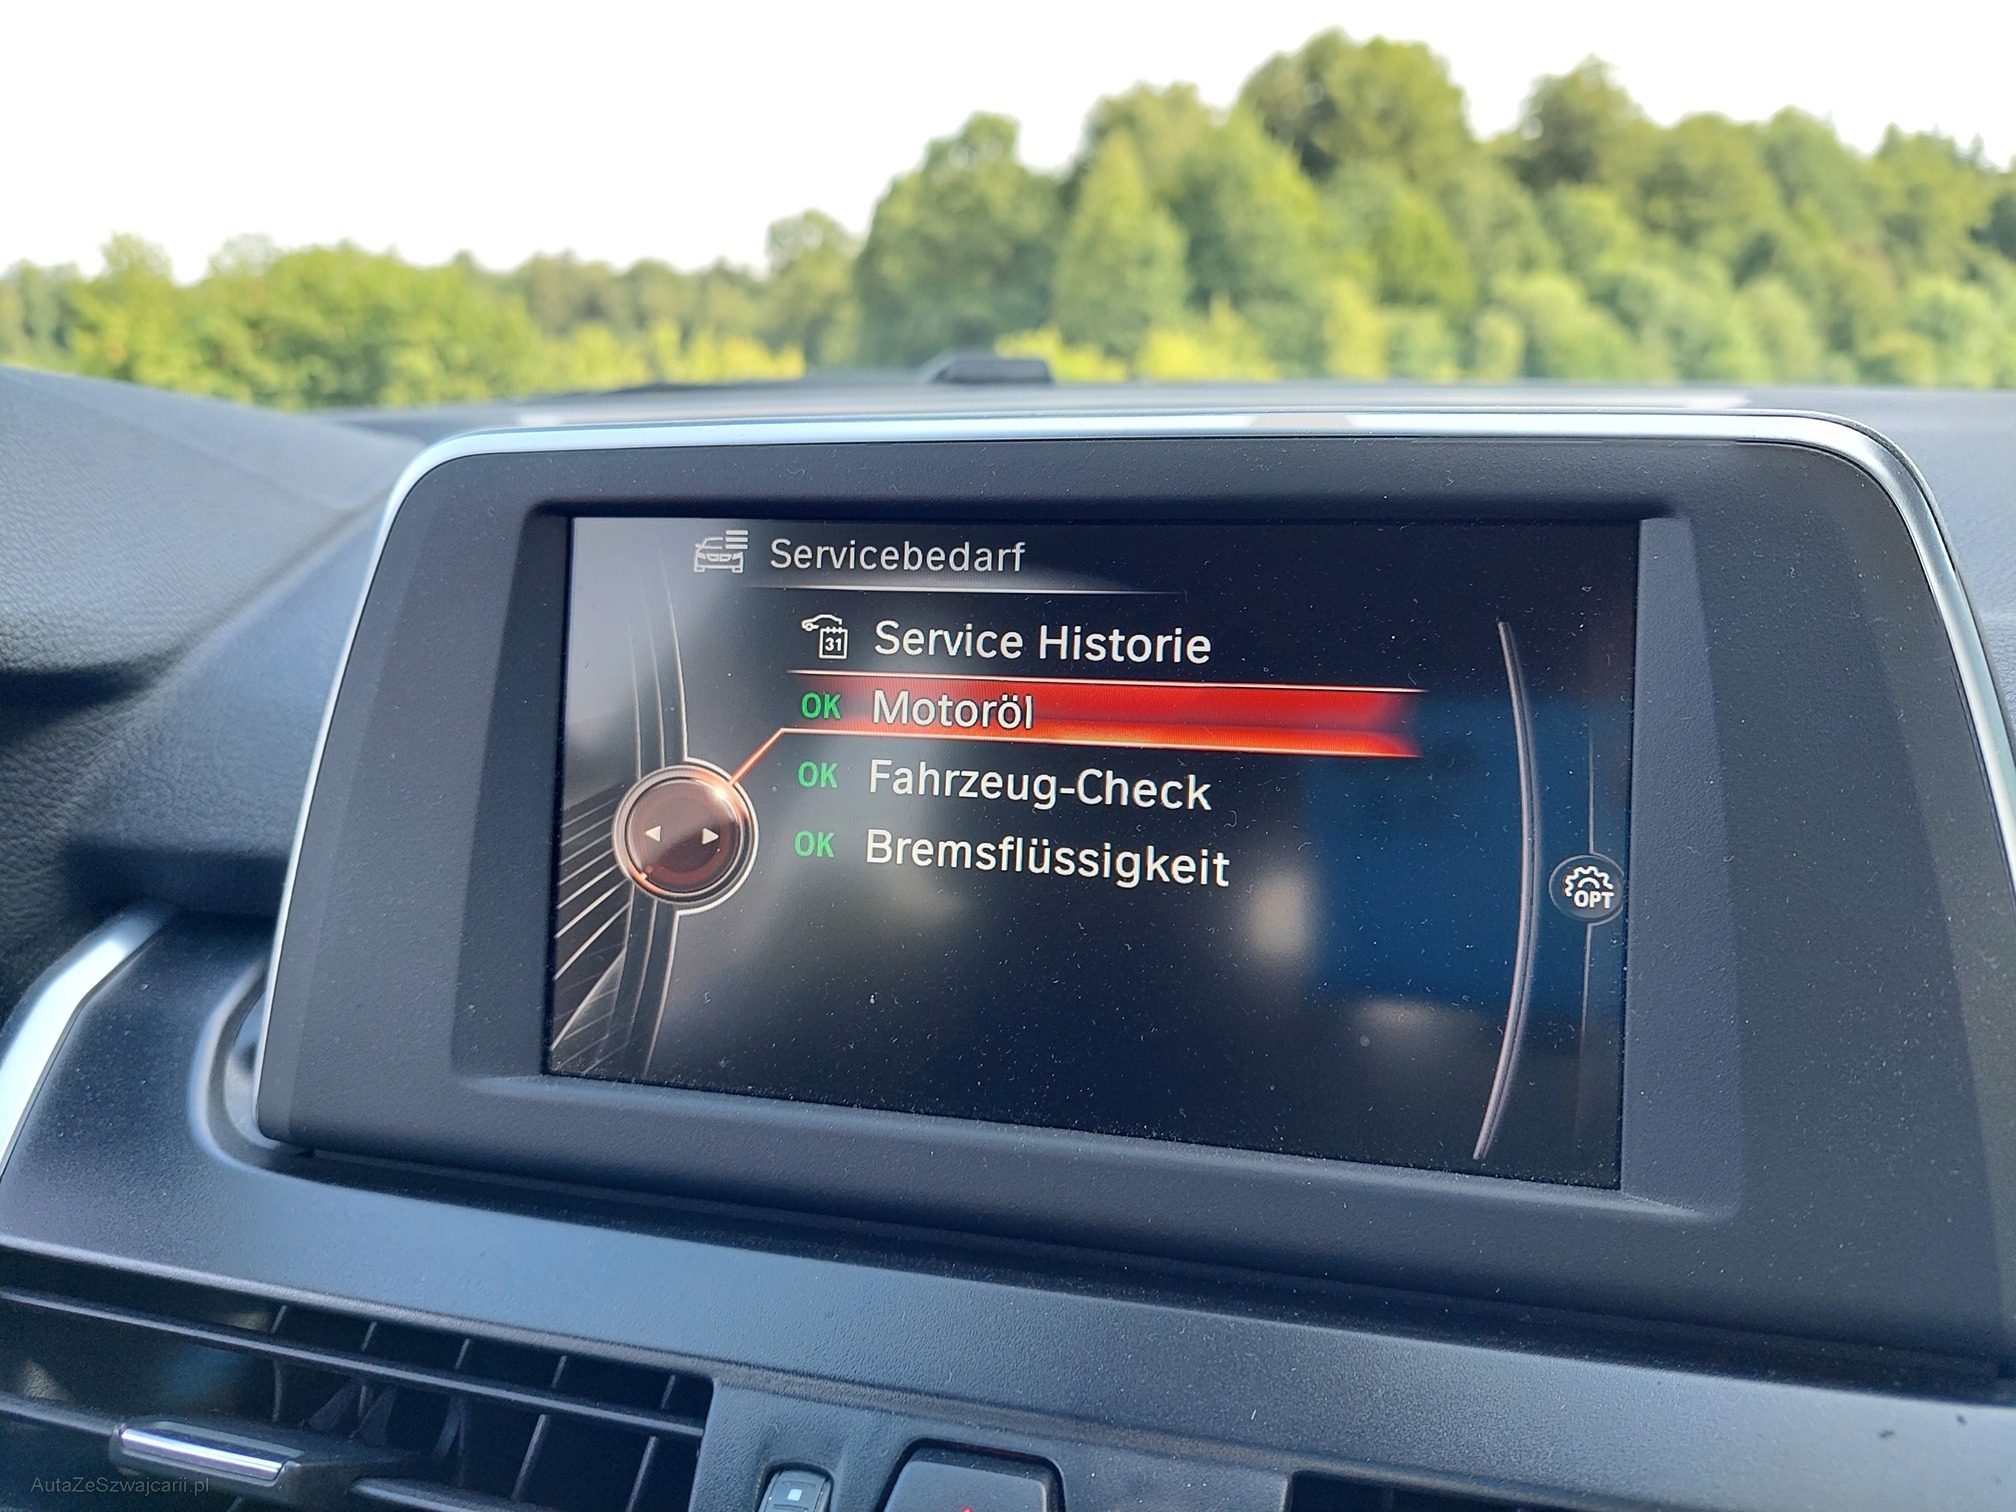 Servicebedarf
31 Service Historie
OK Motoröl
OK Fahrzeug-Check
OK Bremsflüssigkeit
OPT
AutaZeSzwajcarii.pl